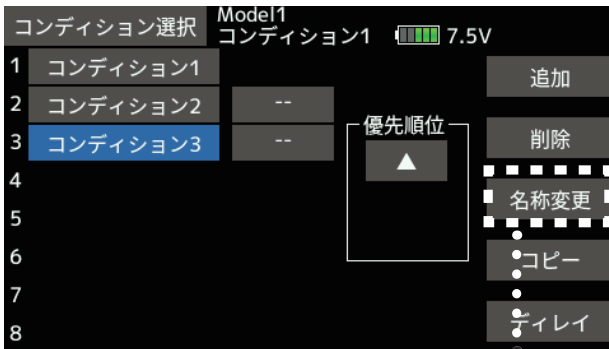 コンディション選択
Model1
コンディション1 7.5V
1 コンディション1
追加
2 コンディション2 --
優先順位
3 コンディション3 --
▲
削除
4
名称変更
5
6
コピー
7
ディレイ
8